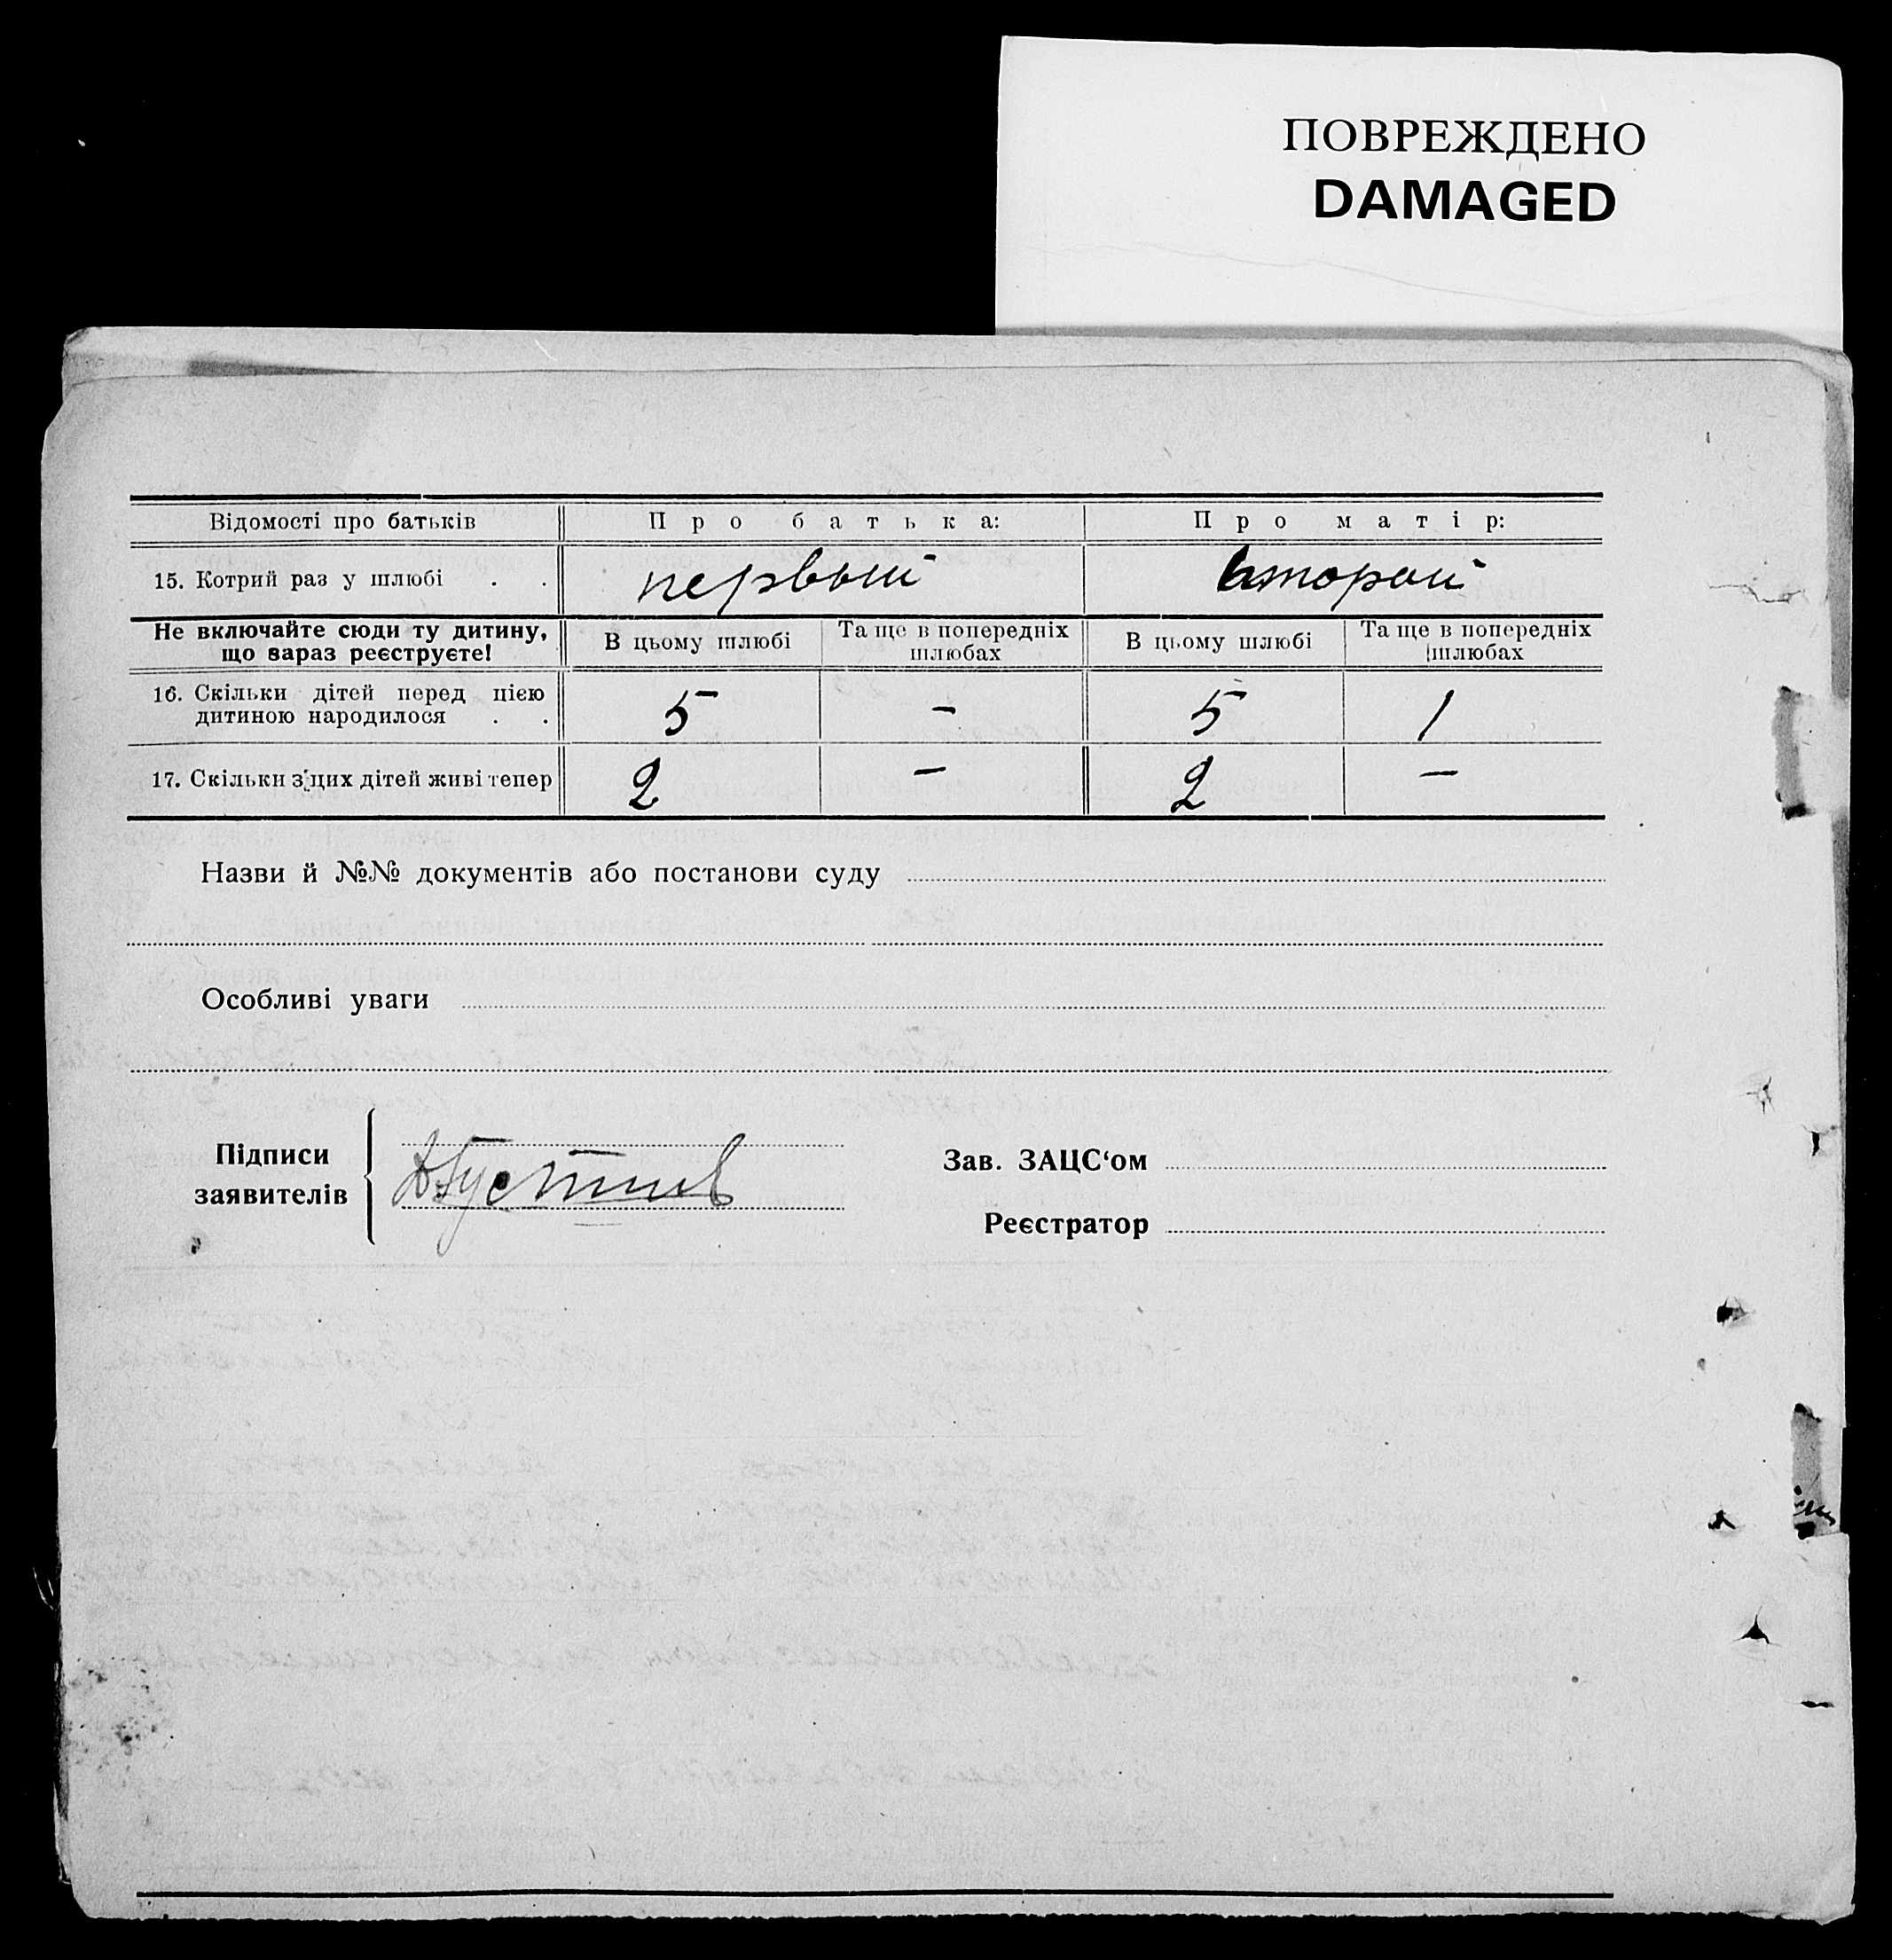 ПОВРЕЖДЕНО
DAMAGED
Відомості про батьків Про батька: Про матір:
15. Котрий раз у шлюбі . . первый второй
Не включайте сюди ту дитину, що вараз реєструєте! В цьому шлюбі Та ще в попередніх шлюбах В цьому шлюбі Та ще в попередніх шлюбах
16. Скільки дітей перед цією
дитиною народилося . . 5 – 5 1
17. Скільки з цих дітей живі тепер 2 – 2 –
Назви й №№ документів або постанови суду
Особливі уваги
Підписи
заявителів
Зав. ЗАЦС‘ом
Реєстратор